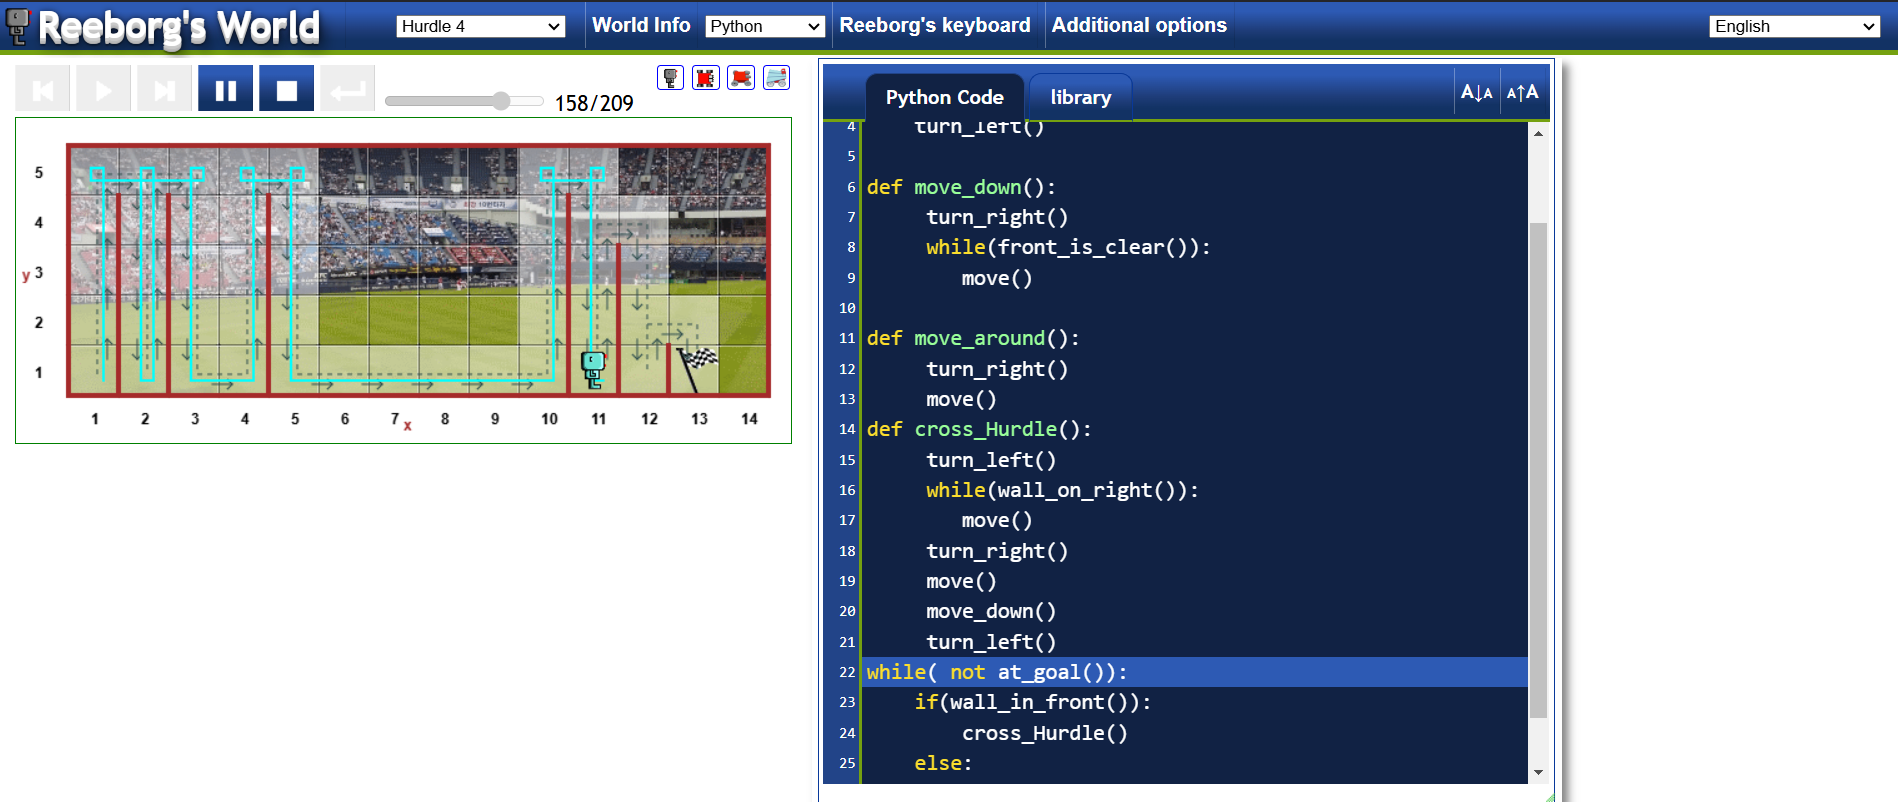 Reeborg's World
Hurdle 4
World Info
Python
Reeborg's keyboard
Additional options
English
158/209
Python Code
library
A↓A
A↑A
4 turn_left()
5
6 def move_down():
7 turn_right()
8 while(front_is_clear()):
9 move()
10
11 def move_around():
12 turn_right()
13 move()
14 def cross_Hurdle():
15 turn_left()
16 while(wall_on_right()):
17 move()
18 turn_right()
19 move()
20 move_down()
21 turn_left()
22 while( not at_goal()):
23 if(wall_in_front()):
24 cross_Hurdle()
25 else:
5
4
y 3
2
1
1 2 3 4 5 6 7 8 9 10 11 12 13 14
x